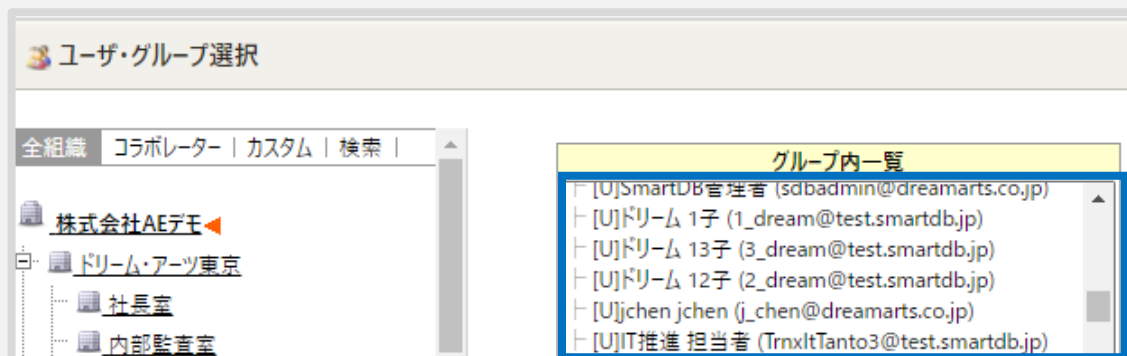 ユーザ・グループ選択
全組織 コラボレーター | カスタム | 検索 |
株式会社AEデモ
ドリーム・アーツ東京
社長室
内部監査室
グループ内一覧
[U]SmartDB管理者 (sdbadmin@dreamarts.co.jp)
[U]ドリーム 1子 (1_dream@test.smartdb.jp)
[U]ドリーム 13子 (3_dream@test.smartdb.jp)
[U]ドリーム 12子 (2_dream@test.smartdb.jp)
[U]jchen jchen (j_chen@dreamarts.co.jp)
[U]IT推進 担当者 (TrnxItTanto3@test.smartdb.jp)